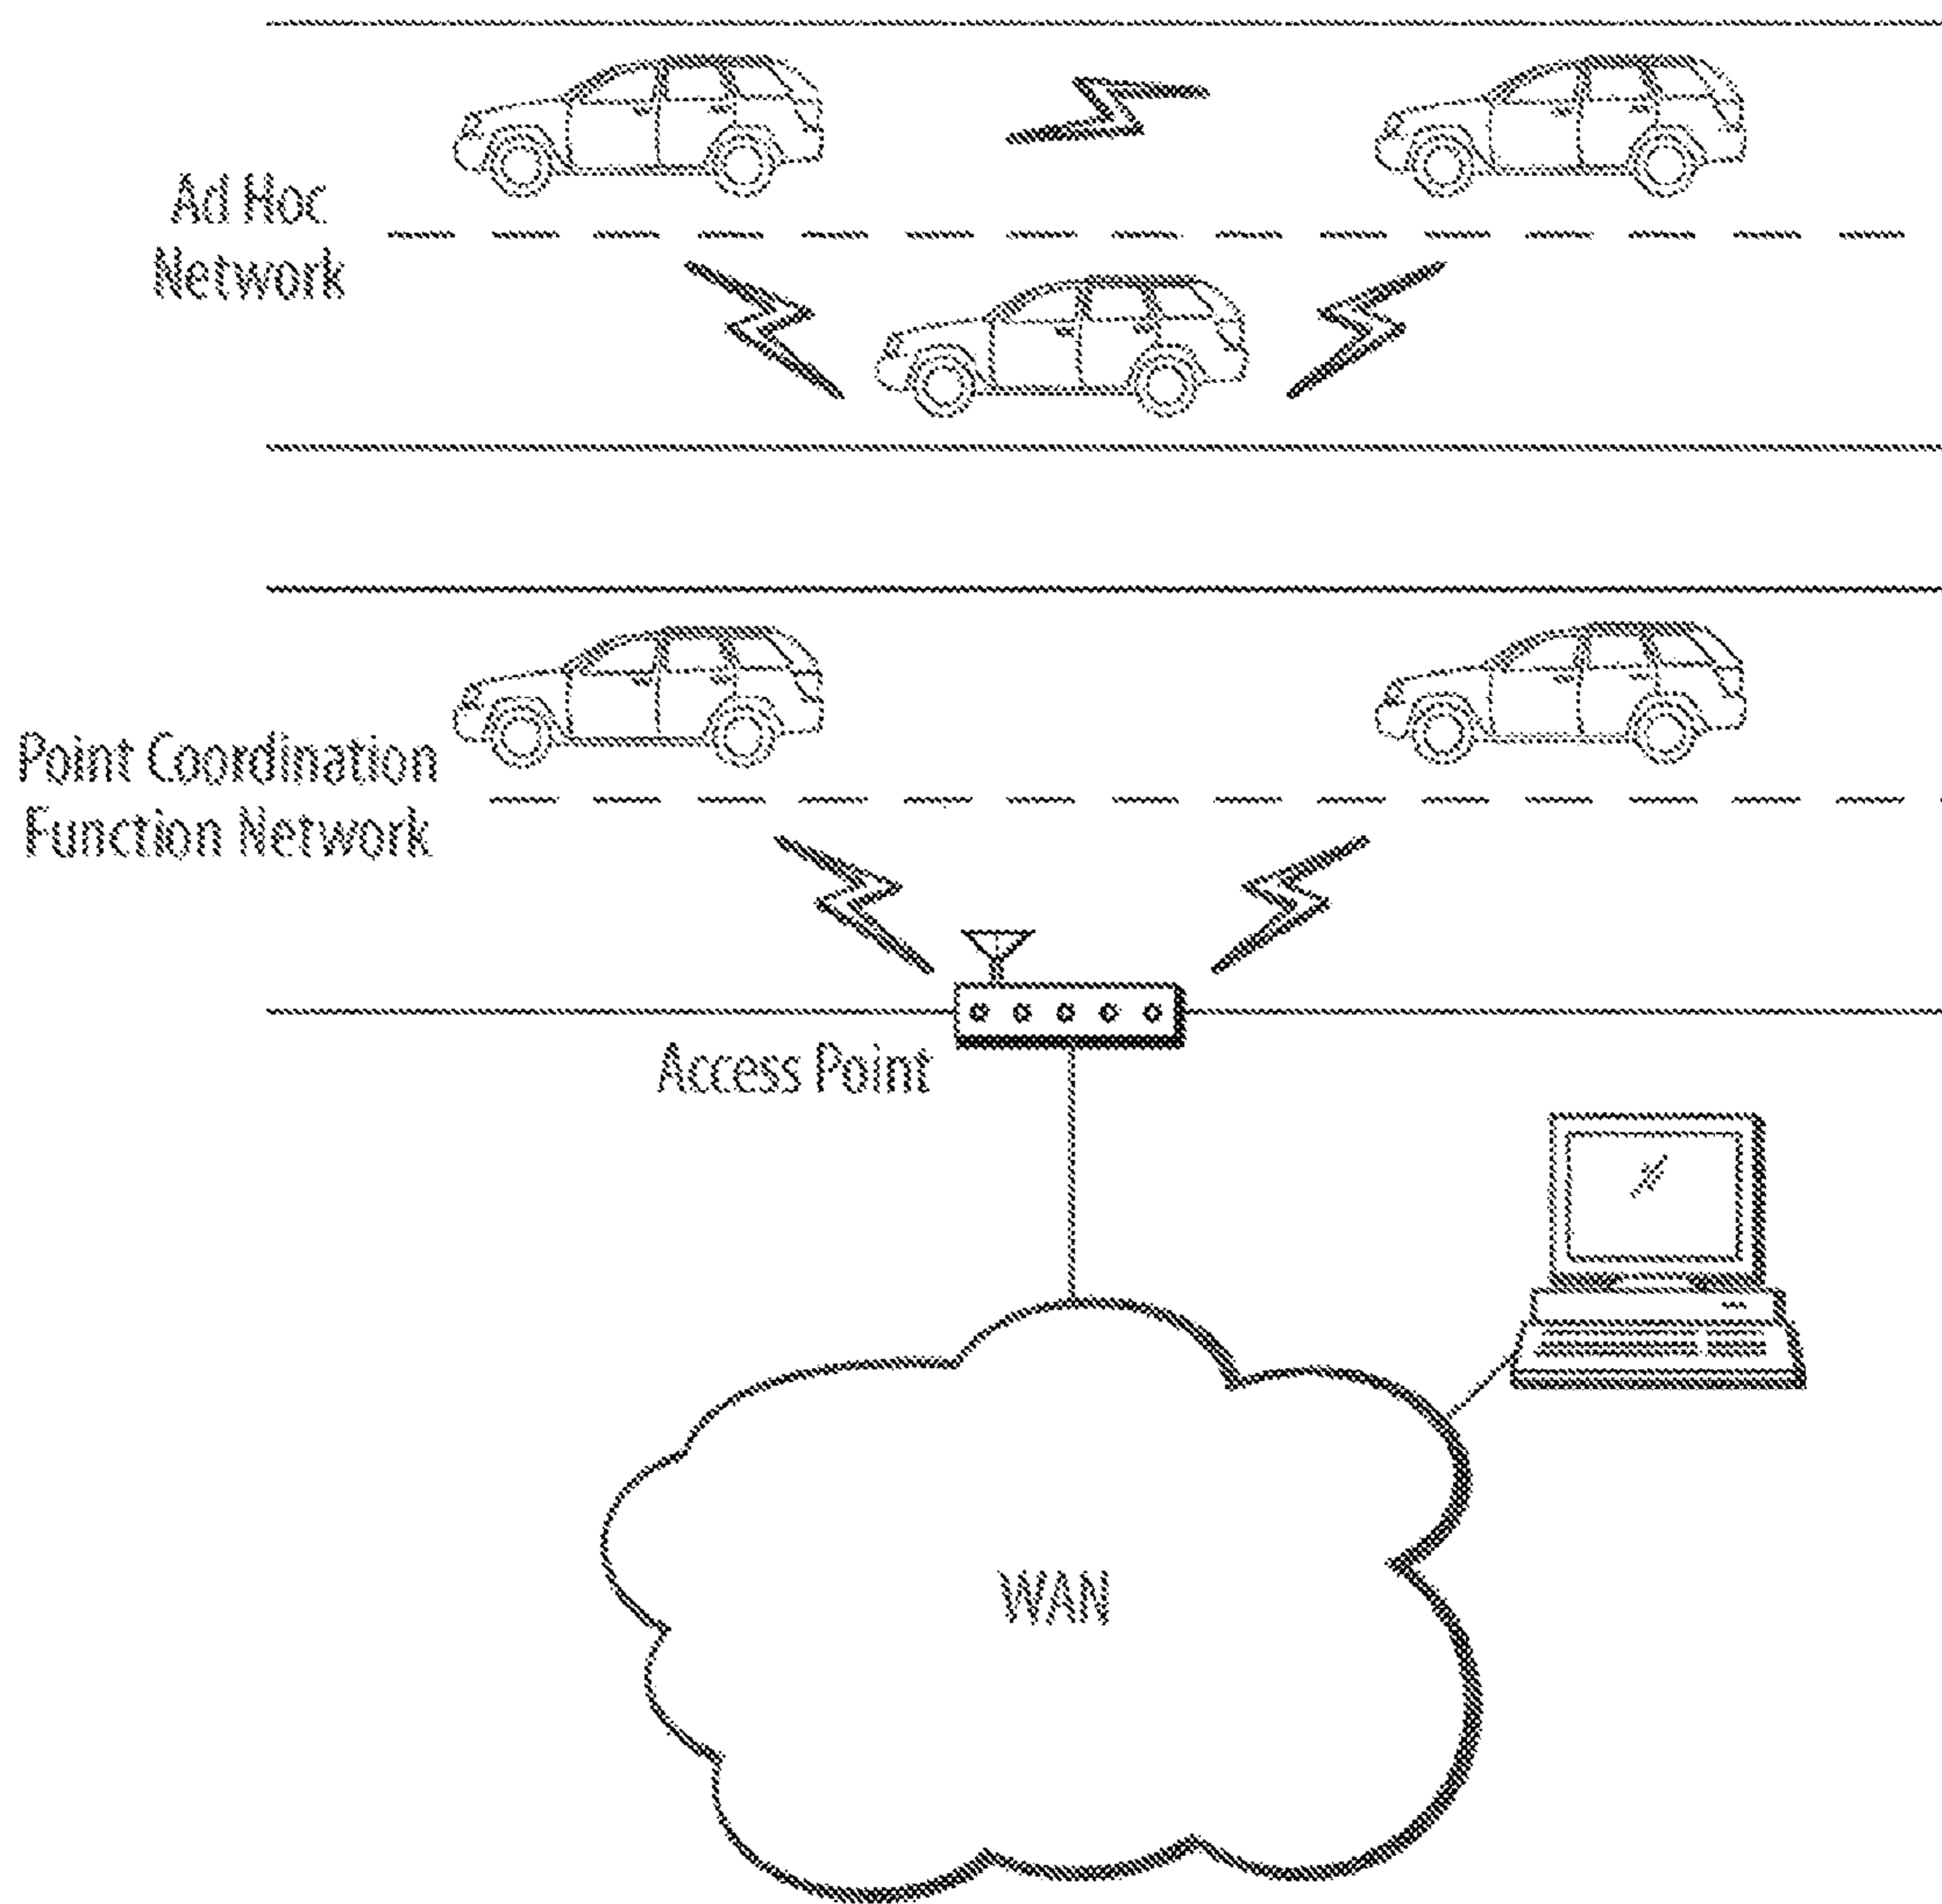 Ad Hoc
Network
Point Coordination
Function Network
Access Point
WAN